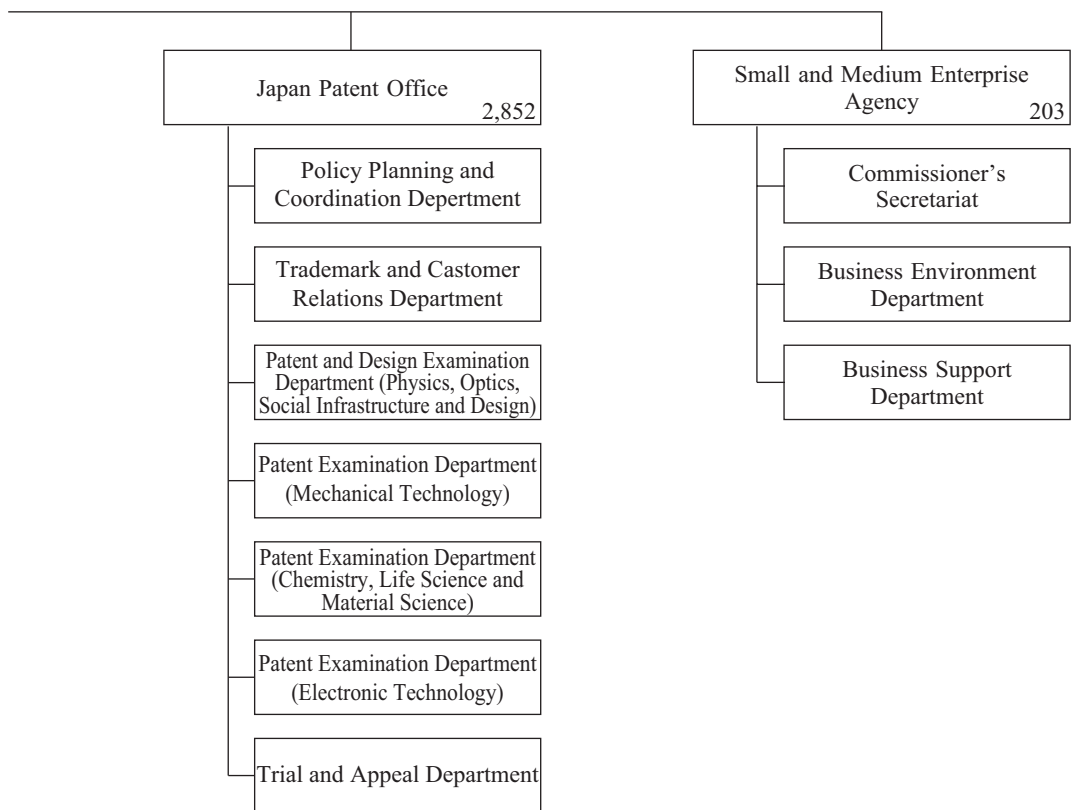 Japan Patent Office
2,852
Policy Planning and
Coordination Depertment
Trademark and Castomer
Relations Department
Patent and Design Examination
Department (Physics, Optics,
Social Infrastructure and Design)
Patent Examination Department
(Mechanical Technology)
Patent Examination Department
(Chemistry, Life Science and
Material Science)
Patent Examination Department
(Electronic Technology)
Trial and Appeal Department
Small and Medium Enterprise
Agency
203
Commissioner's
Secretariat
Business Environment
Department
Business Support
Department